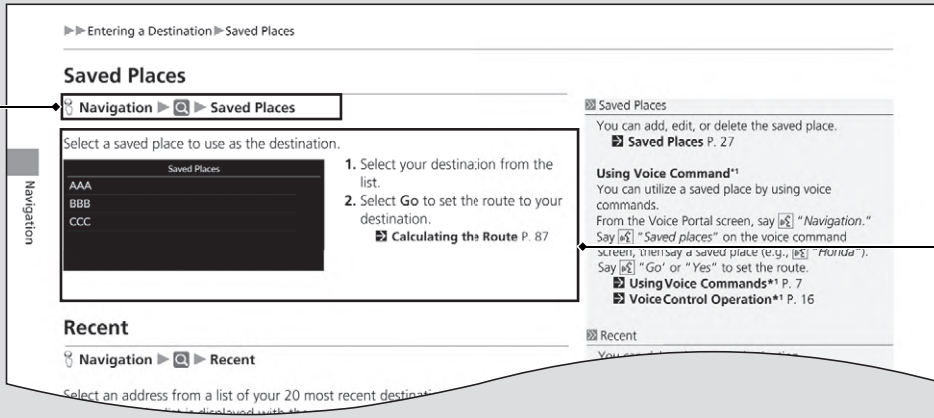 Entering a Destination Saved Places
Saved Places
Navigation Saved Places
Select a saved place to use as the destination.
Saved Places
AAA
BBB
CCC
1. Select your destination from the
list.
2. Select Go to set the route to your
destination.
Calculating the Route P. 87
Recent
Navigation Recent
Select an address from a list of your 20 most recent
list is displayed with
Navigation
Saved Places
You can add, edit, or delete the saved place.
Saved Places P. 27
Using Voice Command*1
You can utilize a saved place by using voice
commands.
From the Voice Portal screen, say "Navigation."
Say "Saved places" on the voice command
screen, then say a saved place (e.g., "Honda").
Say "Go' or "Yes" to set the route.
Using Voice Commands*1 P. 7
Voice Control Operation*1 P. 16
Recent
You can